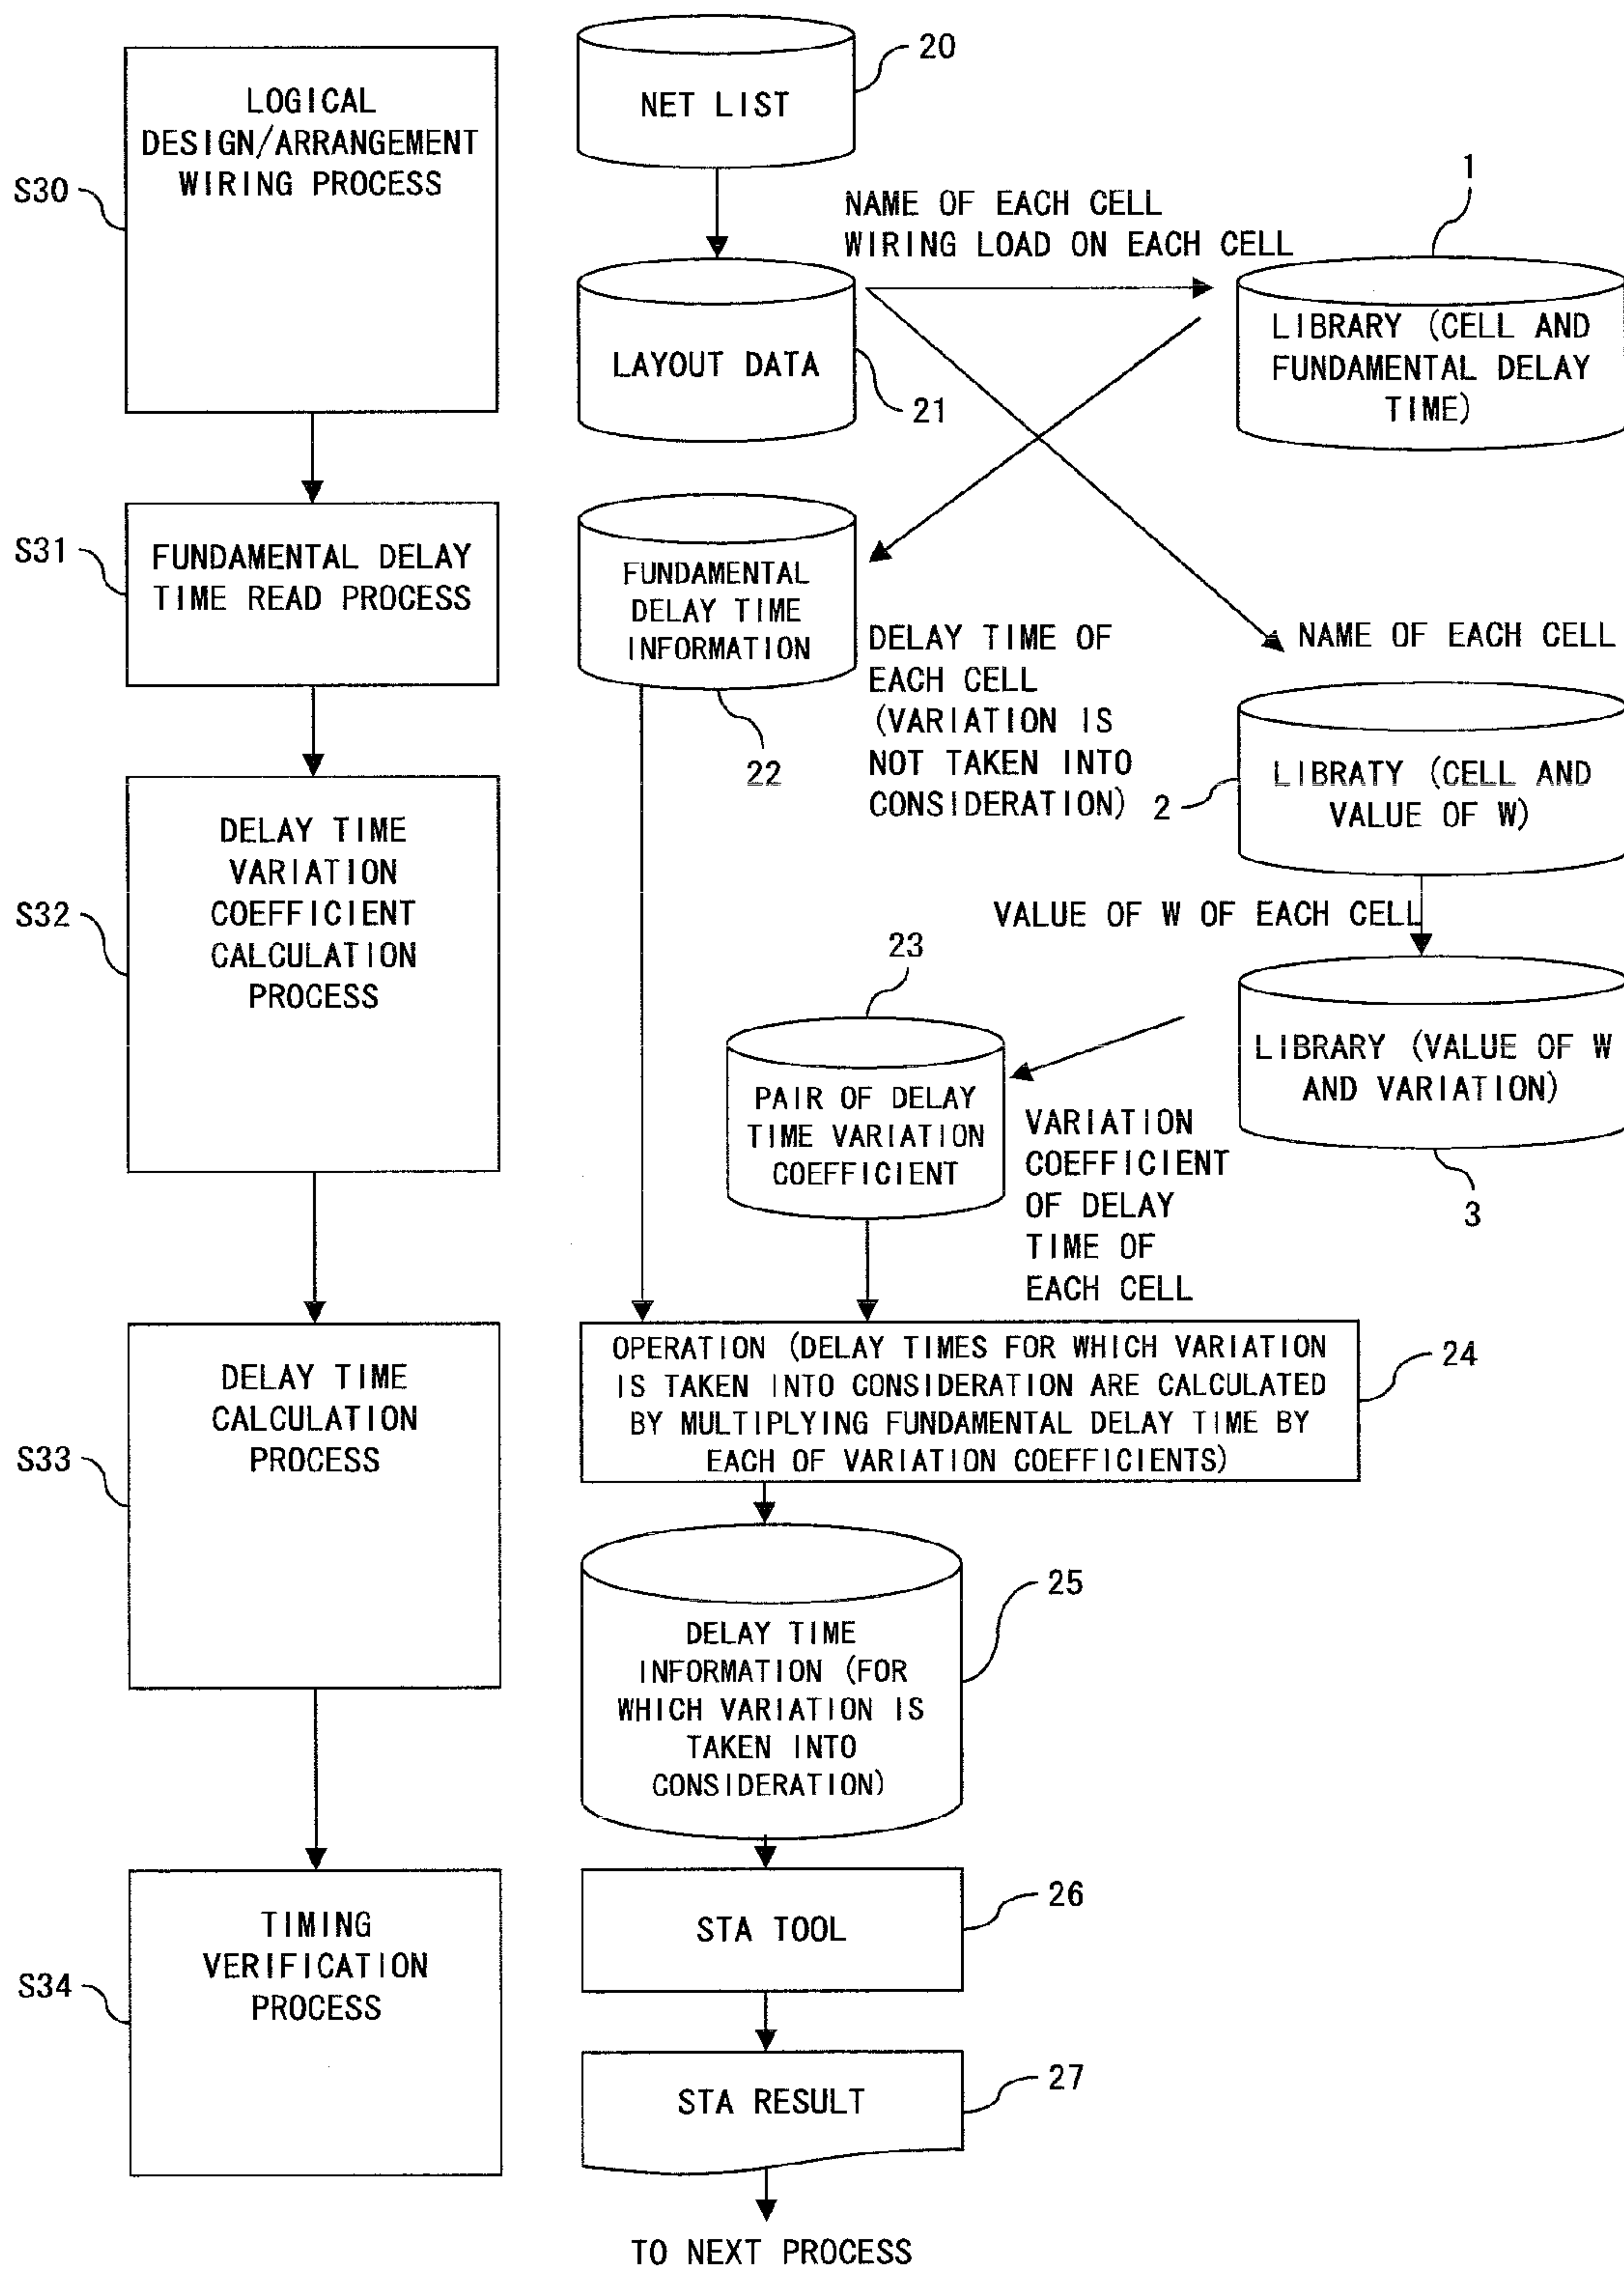 LOGICAL
DESIGN/ARRANGEMENT
WIRING PROCESS
S30
FUNDAMENTAL DELAY
TIME READ PROCESS
S31
DELAY TIME
VARIATION
COEFFICIENT
CALCULATION
PROCESS
S32
DELAY TIME
CALCULATION
PROCESS
S33
TIMING
VERIFICATION
PROCESS
S34
NET LIST
20
NAME OF EACH CELL
WIRING LOAD ON EACH CELL
1
LAYOUT DATA
21
LIBRARY (CELL AND
FUNDAMENTAL DELAY
TIME)
FUNDAMENTAL
DELAY TIME
INFORMATION
22
DELAY TIME OF
EACH CELL
(VARIATION IS
NOT TAKEN INTO
CONSIDERATION)
NAME OF EACH CELL
2
LIBRATY (CELL AND
VALUE OF W)
VALUE OF W OF EACH CELL
23
PAIR OF DELAY
TIME VARIATION
COEFFICIENT
LIBRARY (VALUE OF W
AND VARIATION)
3
VARIATION
COEFFICIENT
OF DELAY
TIME OF
EACH CELL
OPERATION (DELAY TIMES FOR WHICH VARIATION
IS TAKEN INTO CONSIDERATION ARE CALCULATED
BY MULTIPLYING FUNDAMENTAL DELAY TIME BY
EACH OF VARIATION COEFFICIENTS)
24
DELAY TIME
INFORMATION (FOR
WHICH VARIATION IS
TAKEN INTO
CONSIDERATION)
25
STA TOOL
26
STA RESULT
27
TO NEXT PROCESS